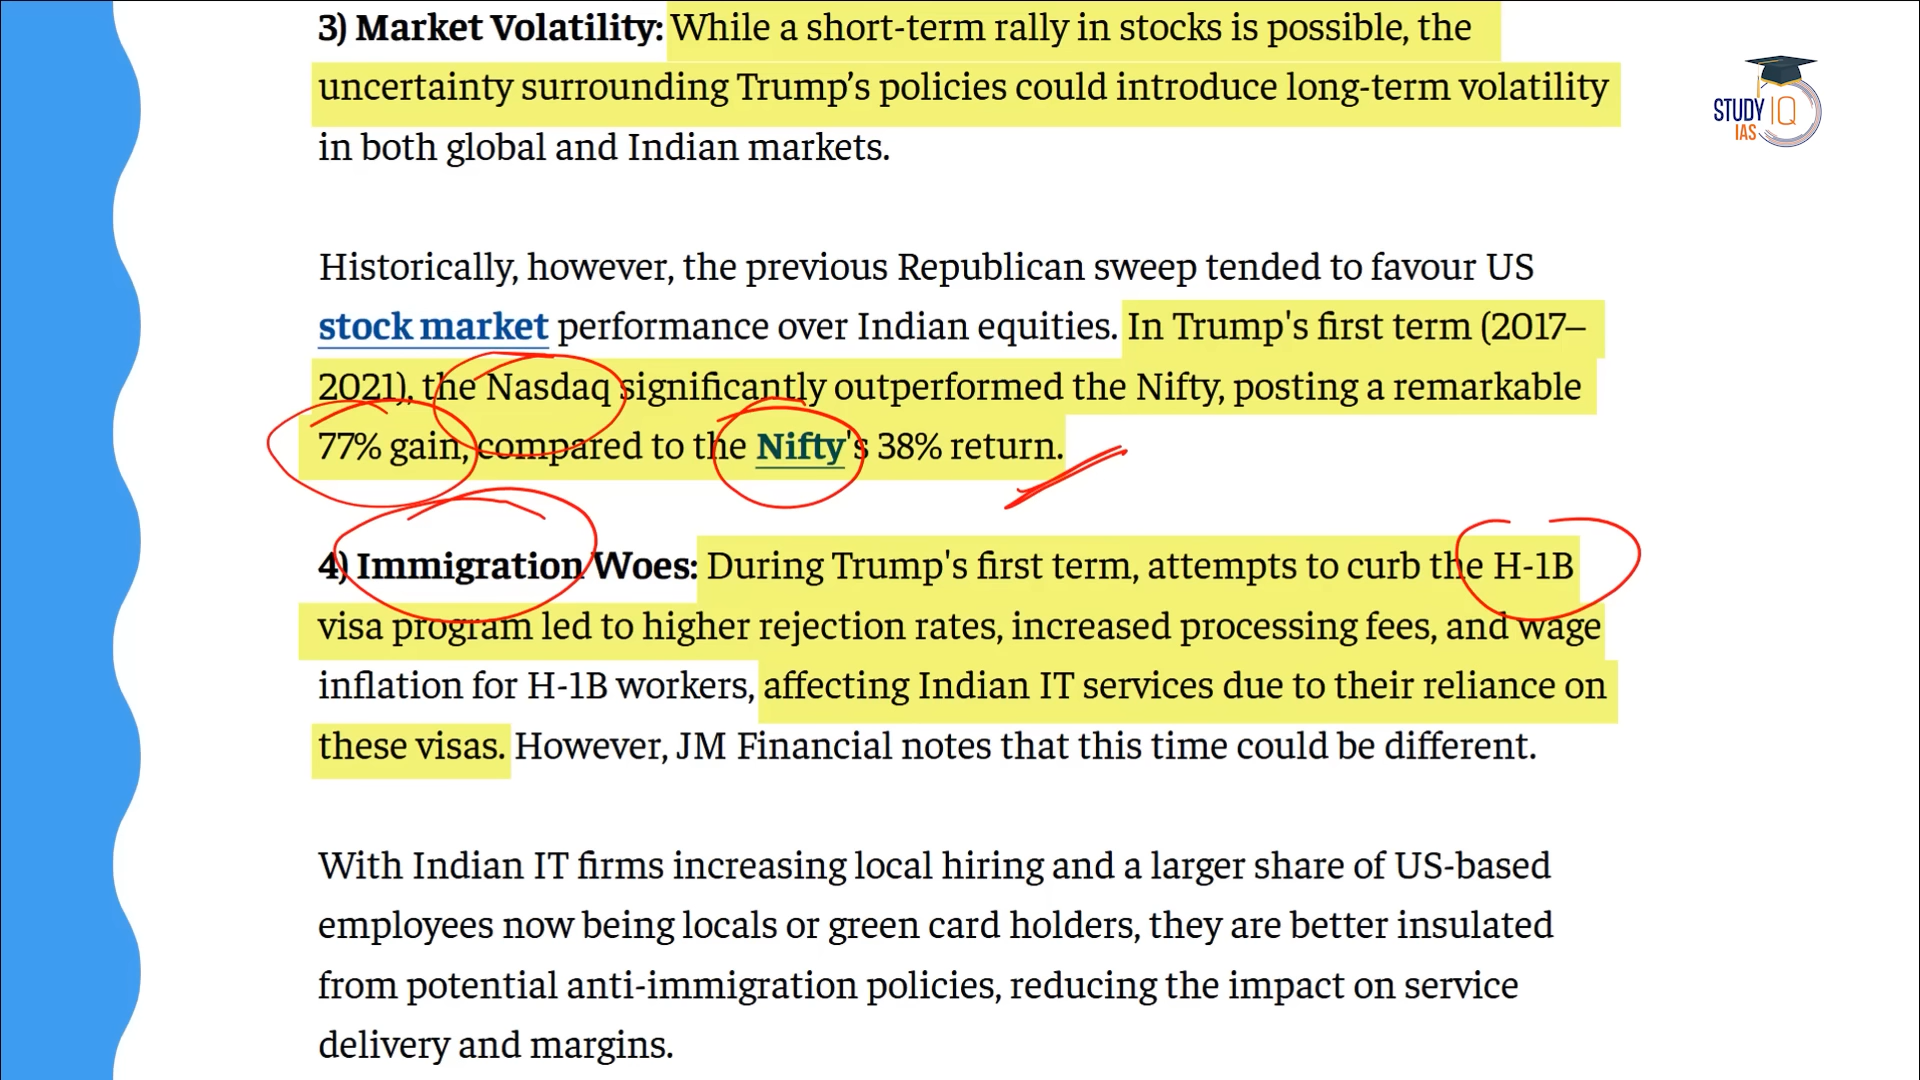 3) Market Volatility: While a short-term rally in stocks is possible, the
uncertainty surrounding Trump’s policies could introduce long-term volatility
in both global and Indian markets.
STUDY IQ
IAS
Historically, however, the previous Republican sweep tended to favour US
stock market performance over Indian equities. In Trump's first term (2017–
2021), the Nasdaq significantly outperformed the Nifty, posting a remarkable
77% gain, compared to the Nifty's 38% return.
4) Immigration Woes: During Trump's first term, attempts to curb the H-1B
visa program led to higher rejection rates, increased processing fees, and wage
inflation for H-1B workers, affecting Indian IT services due to their reliance on
these visas. However, JM Financial notes that this time could be different.
With Indian IT firms increasing local hiring and a larger share of US-based
employees now being locals or green card holders, they are better insulated
from potential anti-immigration policies, reducing the impact on service
delivery and margins.